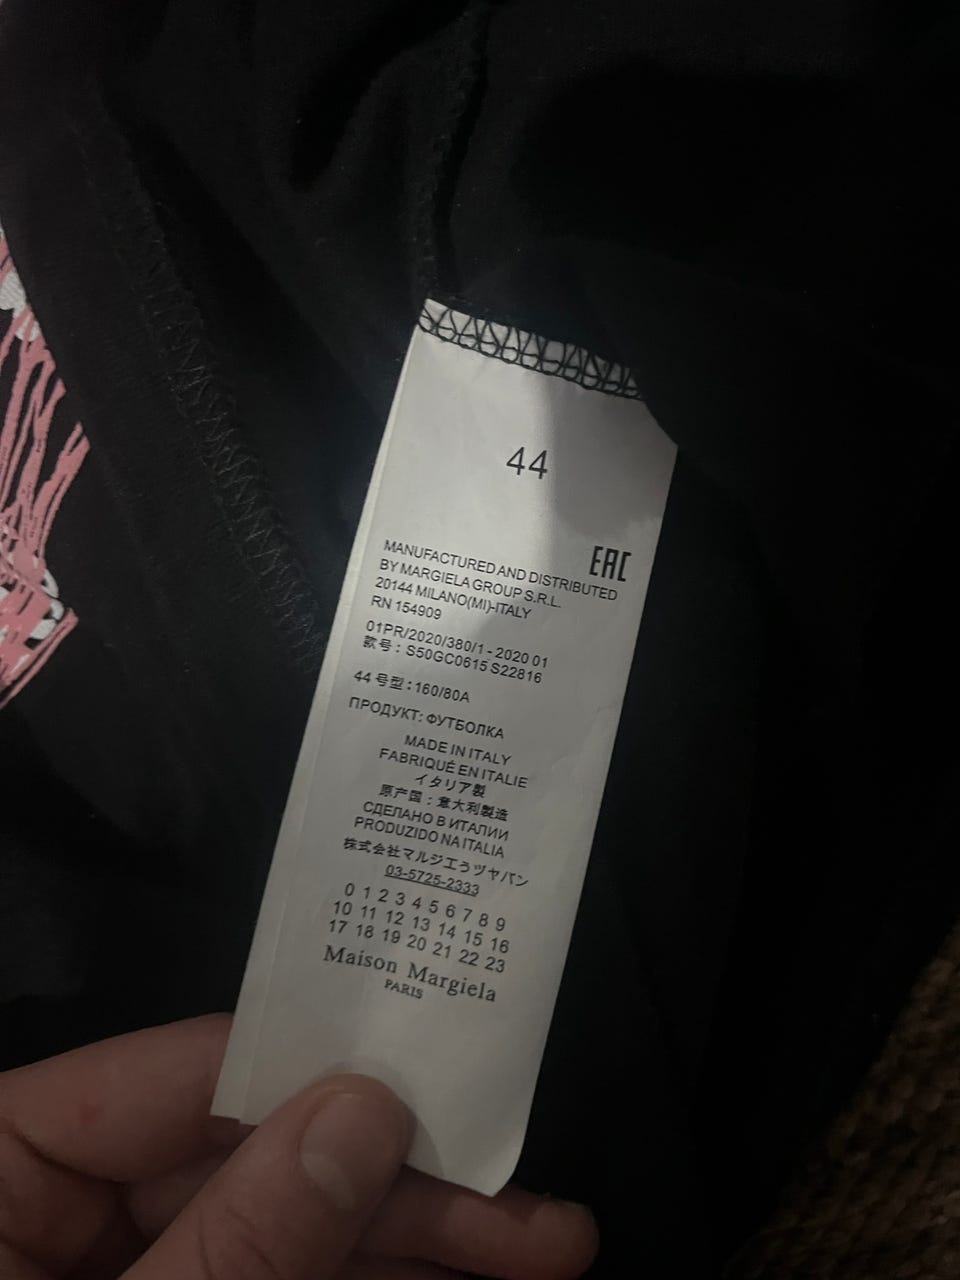 44
EAC
MANUFACTURED AND DISTRIBUTED
BY MARGIELA GROUP S.R.L.
20144 MILANO(MI)-ITALY
RN 154909
01PR/2020/380/1 - 2020 01
款号：S50GC0615 S22816
44 号型：160/80A
ПРОДУКТ: ФУТБОЛКА
MADE IN ITALY
FABRIQUÉ EN ITALIE
イタリア製
原产国：意大利製造
СДЕЛАНО В ИТАЛИИ
PRODUZIDO NA ITALIA
株式会社マルジエラヅヤバン
03-5725-2333
0 1 2 3 4 5 6 7 8 9
10 11 12 13 14 15 16
17 18 19 20 21 22 23
Maison Margiela
PARIS